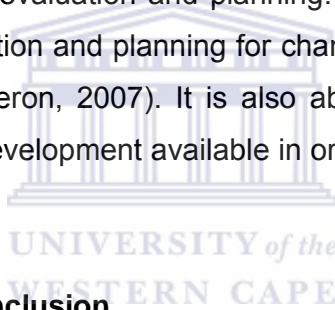 evaluation and planning.
tion and planning for char
eron, 2007). It is also ab
evelopment available in or
UNIVERSITY of the
WESTERN CAPE
nclusion